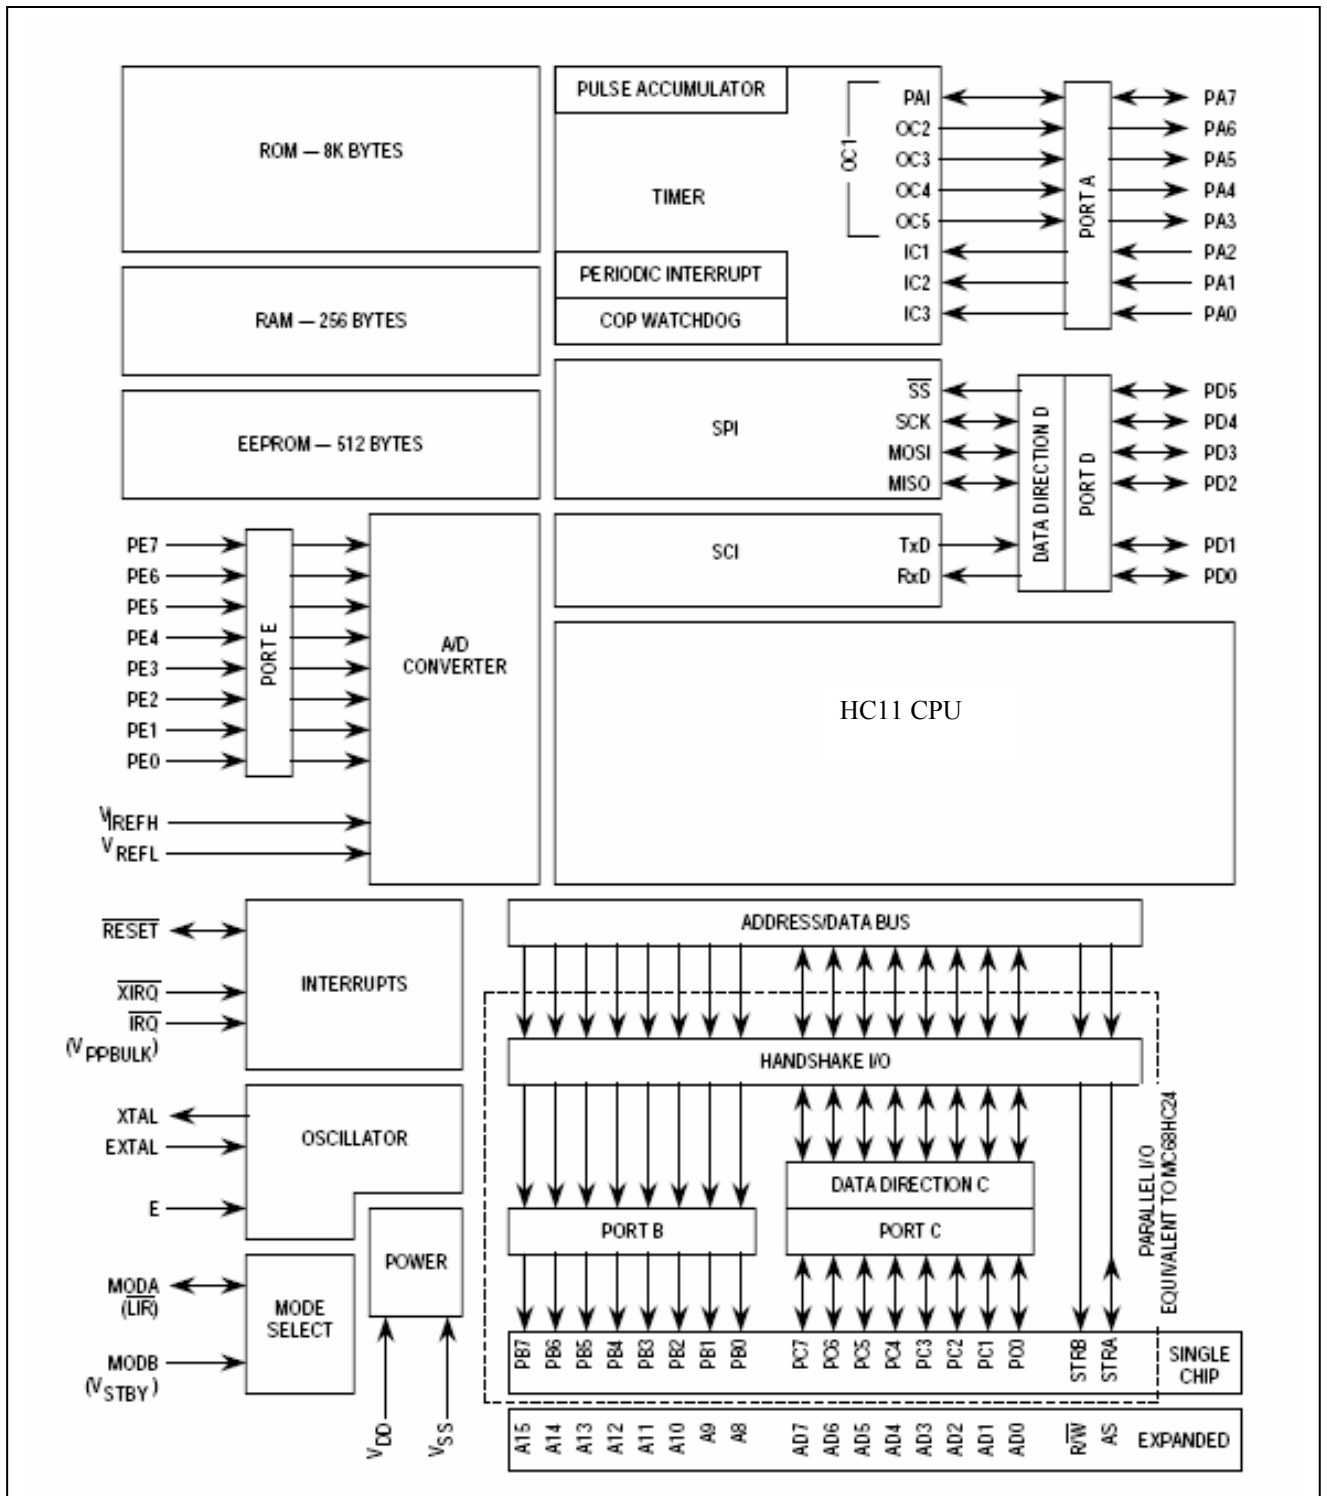 PULSE ACCUMULATOR
ROM — 8K BYTES
TIMER
OC1
PAI
OC2
OC3
OC4
OC5
IC1
IC2
IC3
PORT A
PA7
PA6
PA5
PA4
PA3
PA2
PA1
PA0
PERIODIC INTERRUPT
COP WATCHDOG
RAM — 256 BYTES
EEPROM — 512 BYTES
SPI
SS
SCK
MOSI
MISO
DATA DIRECTION D
PORT D
PD5
PD4
PD3
PD2
PD1
PD0
SCI
TxD
RxD
PE7
PE6
PE5
PE4
PE3
PE2
PE1
PE0
PORT E
A/D
CONVERTER
VREFH
VREFL
HC11 CPU
RESET
XIRQ
IRQ
(VPPBULK)
INTERRUPTS
XTAL
EXTAL
E
OSCILLATOR
MODA
(LIR)
MODB
(VSTBY)
MODE
SELECT
POWER
VDD
VSS
ADDRESS/DATA BUS
HANDSHAKE I/O
DATA DIRECTION C
PORT B
PORT C
PARALLEL I/O
EQUIVALENT TO MC68HC24
PB7 PB6 PB5 PB4 PB3 PB2 PB1 PB0 PC7 PC6 PC5 PC4 PC3 PC2 PC1 PC0 STRB STRA
SINGLE
CHIP
A15 A14 A13 A12 A11 A10 A9 A8 AD7 AD6 AD5 AD4 AD3 AD2 AD1 AD0 R/W AS EXPANDED